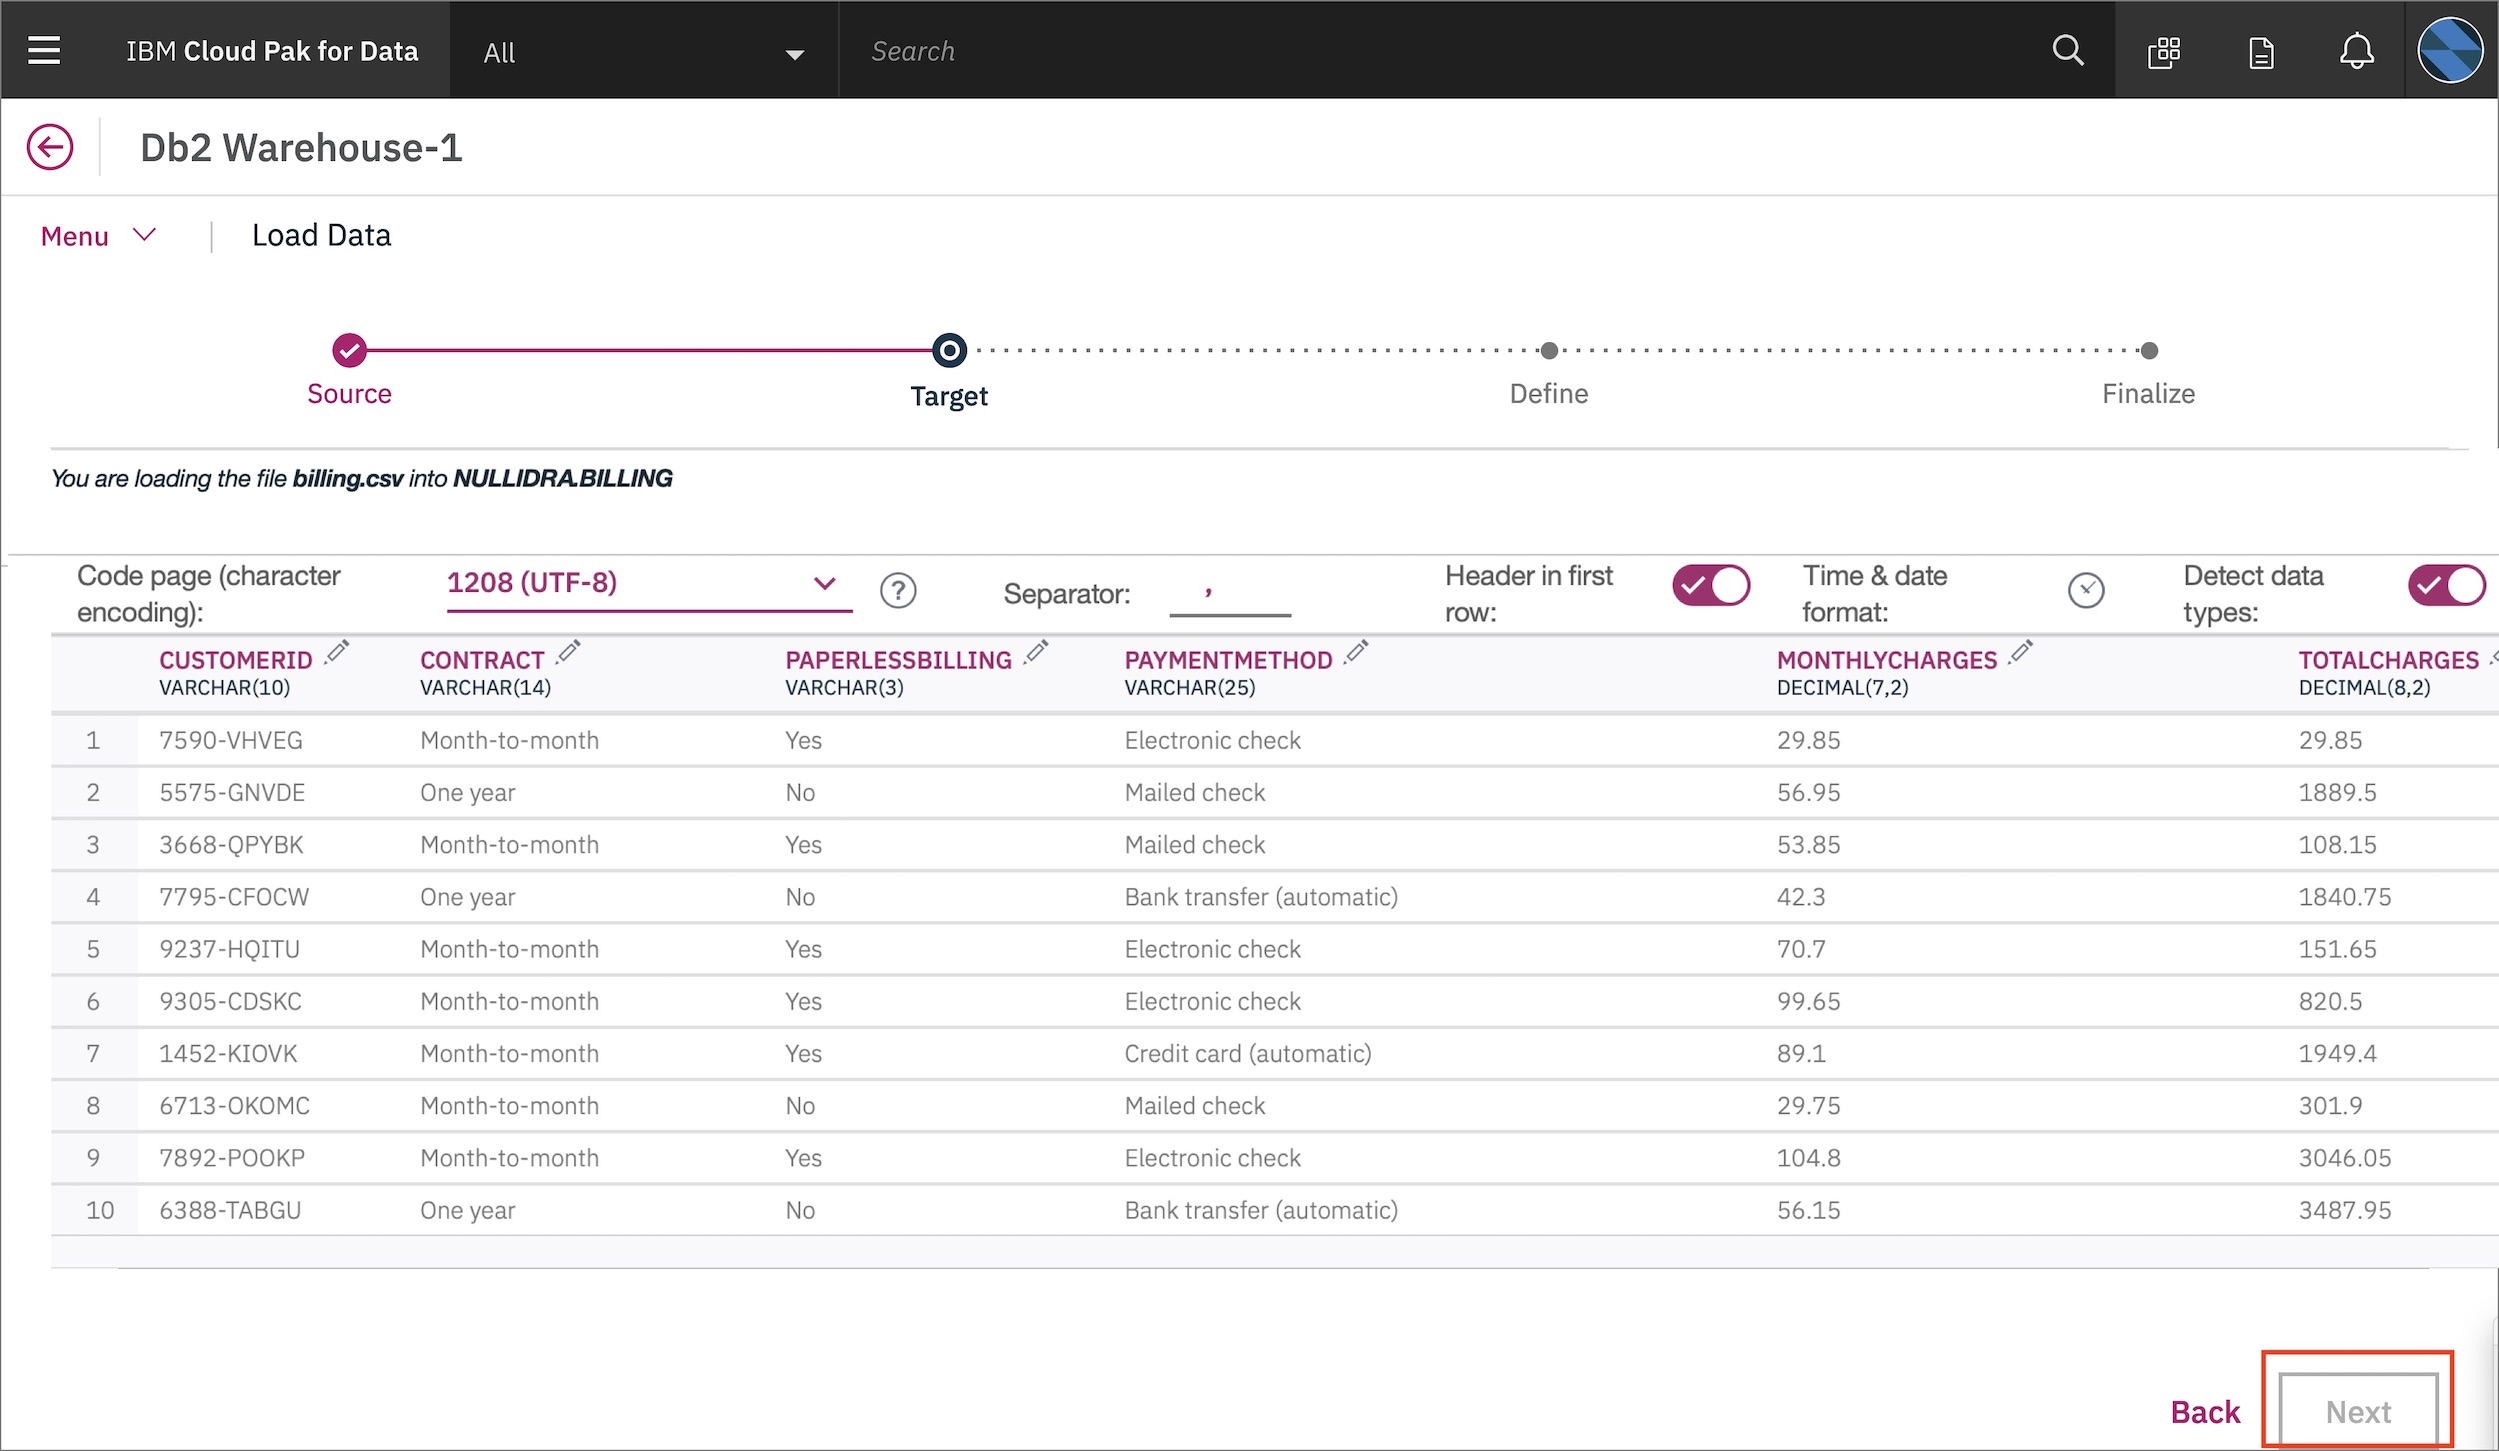 IBM Cloud Pak for Data All Search
Db2 Warehouse-1
Menu Load Data
Source Target Define Finalize
You are loading the file billing.csv into NULLIDRA.BILLING
Code page (character encoding): 1208 (UTF-8) ? Separator: , Header in first row: Time & date format: Detect data types:
CUSTOMERID CONTRACT PAPERLESSBILLING PAYMENTMETHOD MONTHLYCHARGES TOTALCHARGES
VARCHAR(10) VARCHAR(14) VARCHAR(3) VARCHAR(25) DECIMAL(7,2) DECIMAL(8,2)
1 7590-VHVEG Month-to-month Yes Electronic check 29.85 29.85
2 5575-GNVDE One year No Mailed check 56.95 1889.5
3 3668-QPYBK Month-to-month Yes Mailed check 53.85 108.15
4 7795-CFOCW One year No Bank transfer (automatic) 42.3 1840.75
5 9237-HQITU Month-to-month Yes Electronic check 70.7 151.65
6 9305-CDSKC Month-to-month Yes Electronic check 99.65 820.5
7 1452-KIOVK Month-to-month Yes Credit card (automatic) 89.1 1949.4
8 6713-OKOMC Month-to-month No Mailed check 29.75 301.9
9 7892-POOKP Month-to-month Yes Electronic check 104.8 3046.05
10 6388-TABGU One year No Bank transfer (automatic) 56.15 3487.95
Back Next